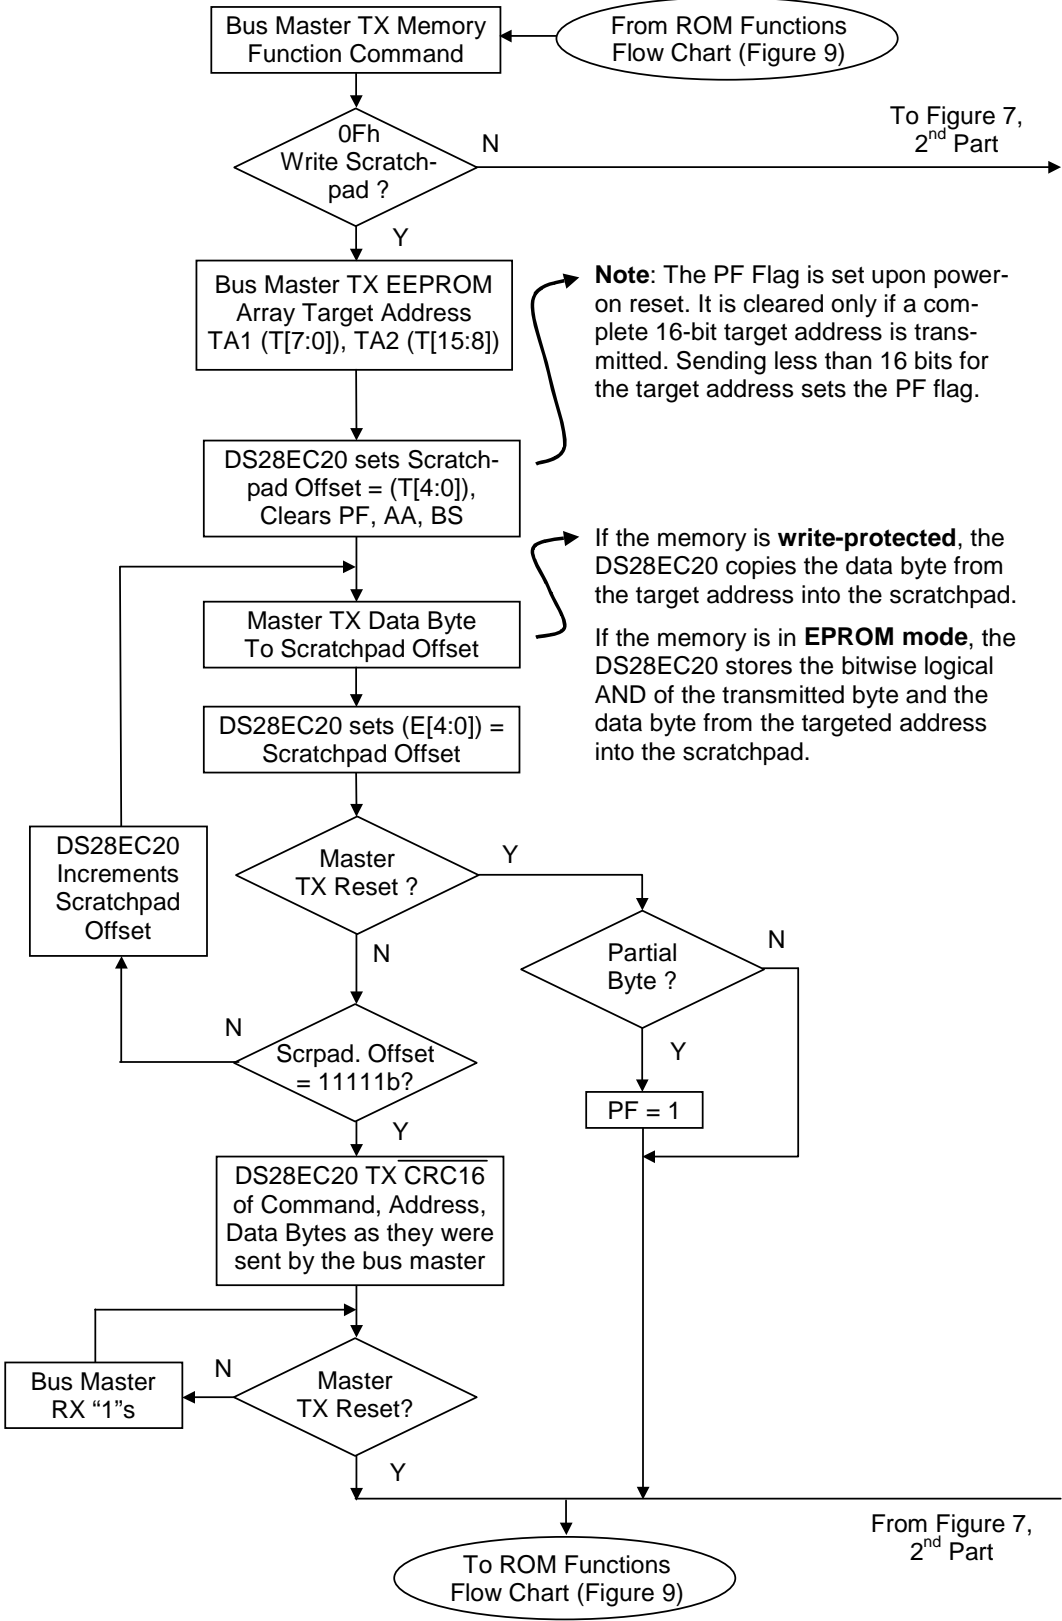 Bus Master TX Memory
Function Command
From ROM Functions
Flow Chart (Figure 9)
0Fh
Write Scratch-
pad ?
N
To Figure 7,
2nd Part
Y
Bus Master TX EEPROM
Array Target Address
TA1 (T[7:0]), TA2 (T[15:8])
Note: The PF Flag is set upon power-
on reset. It is cleared only if a com-
plete 16-bit target address is trans-
mitted. Sending less than 16 bits for
the target address sets the PF flag.
DS28EC20 sets Scratch-
pad Offset = (T[4:0]),
Clears PF, AA, BS
If the memory is write-protected, the
DS28EC20 copies the data byte from
the target address into the scratchpad.
If the memory is in EPROM mode, the
DS28EC20 stores the bitwise logical
AND of the transmitted byte and the
data byte from the targeted address
into the scratchpad.
Master TX Data Byte
To Scratchpad Offset
DS28EC20 sets (E[4:0]) =
Scratchpad Offset
DS28EC20
Increments
Scratchpad
Offset
Master
TX Reset ?
Y
N
Partial
Byte ?
N
Y
PF = 1
Scrpad. Offset
= 11111b?
N
Y
DS28EC20 TX CRC16
of Command, Address,
Data Bytes as they were
sent by the bus master
Master
TX Reset?
N
Bus Master
RX “1”s
Y
From Figure 7,
2nd Part
To ROM Functions
Flow Chart (Figure 9)